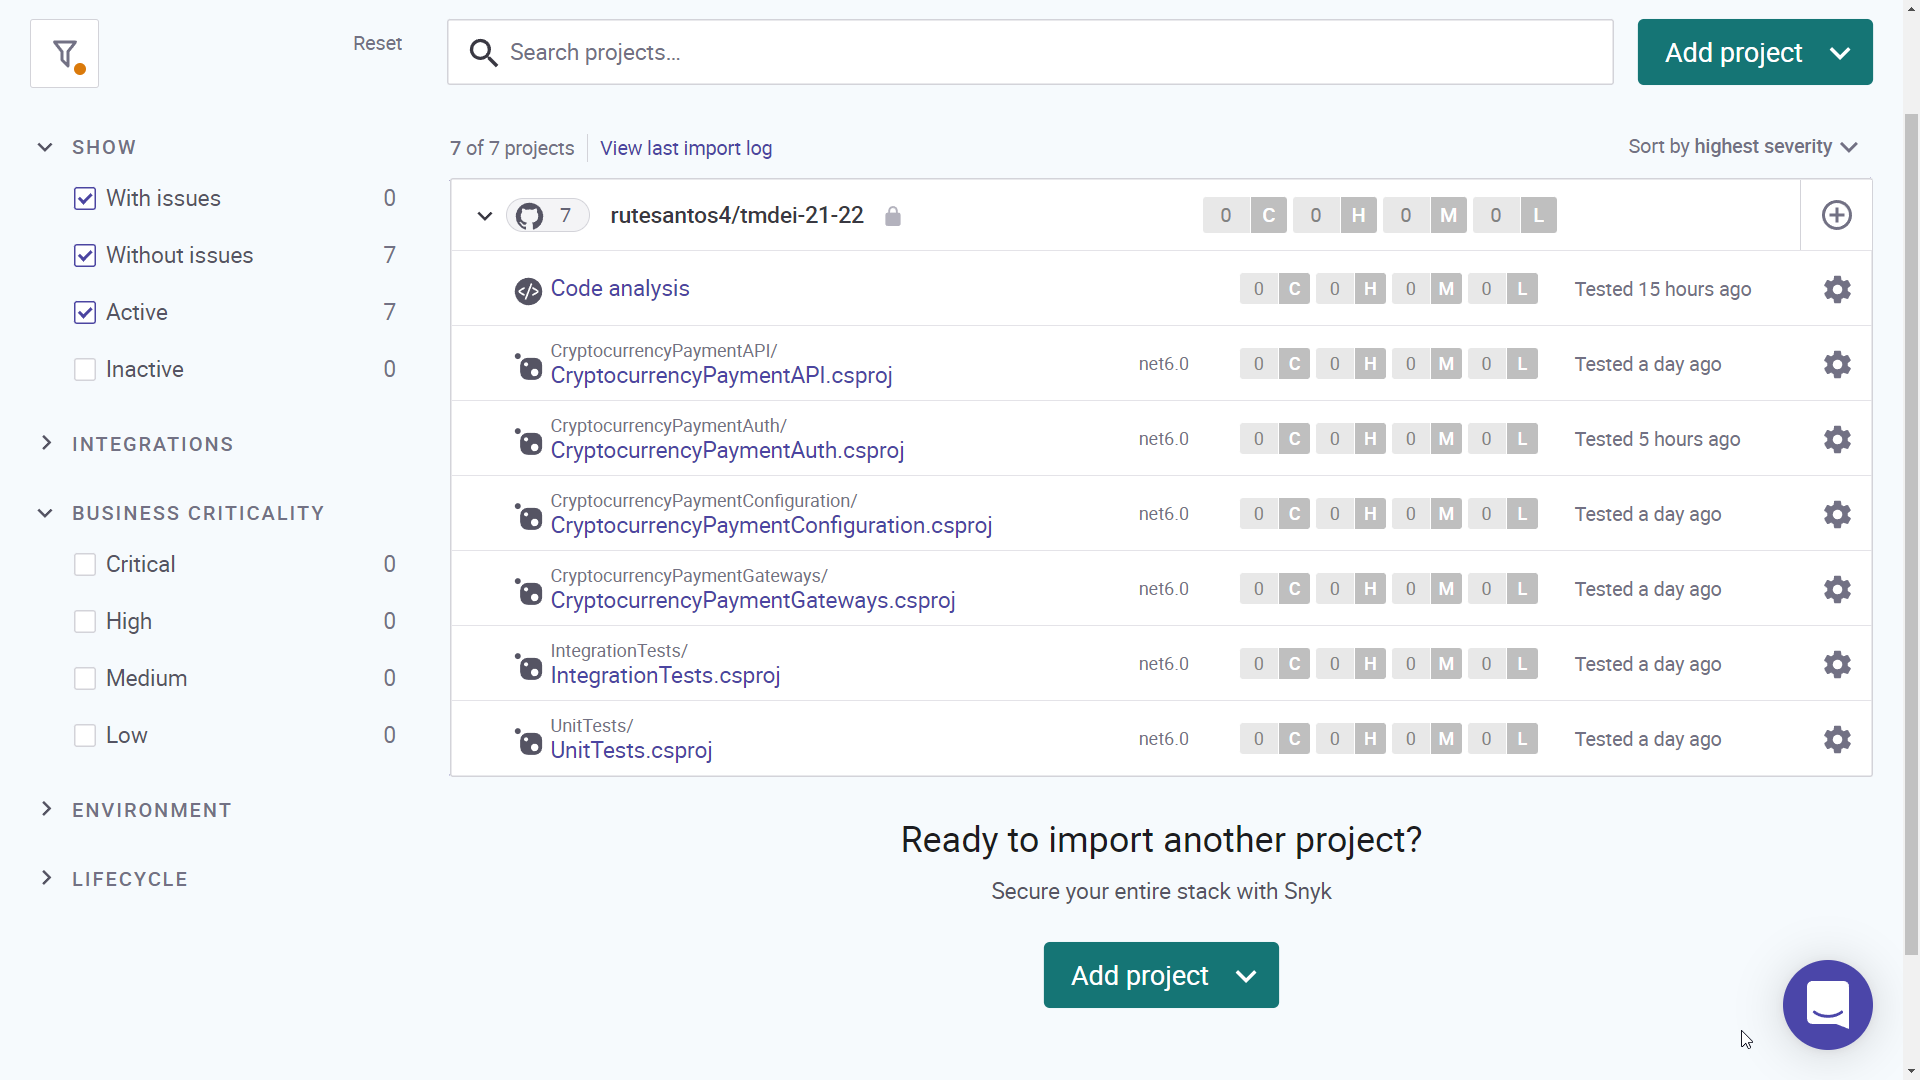 Reset
Search projects...
Add project
SHOW
With issues 0
Without issues 7
Active 7
Inactive 0
INTEGRATIONS
BUSINESS CRITICALITY
Critical 0
High 0
Medium 0
Low 0
ENVIRONMENT
LIFECYCLE
7 of 7 projects View last import log Sort by highest severity
7 rutesantos4/tmdei-21-22 0 C 0 H 0 M 0 L
Code analysis 0 C 0 H 0 M 0 L Tested 15 hours ago
CryptocurrencyPaymentAPI/
CryptocurrencyPaymentAPI.csproj net6.0 0 C 0 H 0 M 0 L Tested a day ago
CryptocurrencyPaymentAuth/
CryptocurrencyPaymentAuth.csproj net6.0 0 C 0 H 0 M 0 L Tested 5 hours ago
CryptocurrencyPaymentConfiguration/
CryptocurrencyPaymentConfiguration.csproj net6.0 0 C 0 H 0 M 0 L Tested a day ago
CryptocurrencyPaymentGateways/
CryptocurrencyPaymentGateways.csproj net6.0 0 C 0 H 0 M 0 L Tested a day ago
IntegrationTests/
IntegrationTests.csproj net6.0 0 C 0 H 0 M 0 L Tested a day ago
UnitTests/
UnitTests.csproj net6.0 0 C 0 H 0 M 0 L Tested a day ago
Ready to import another project?
Secure your entire stack with Snyk
Add project